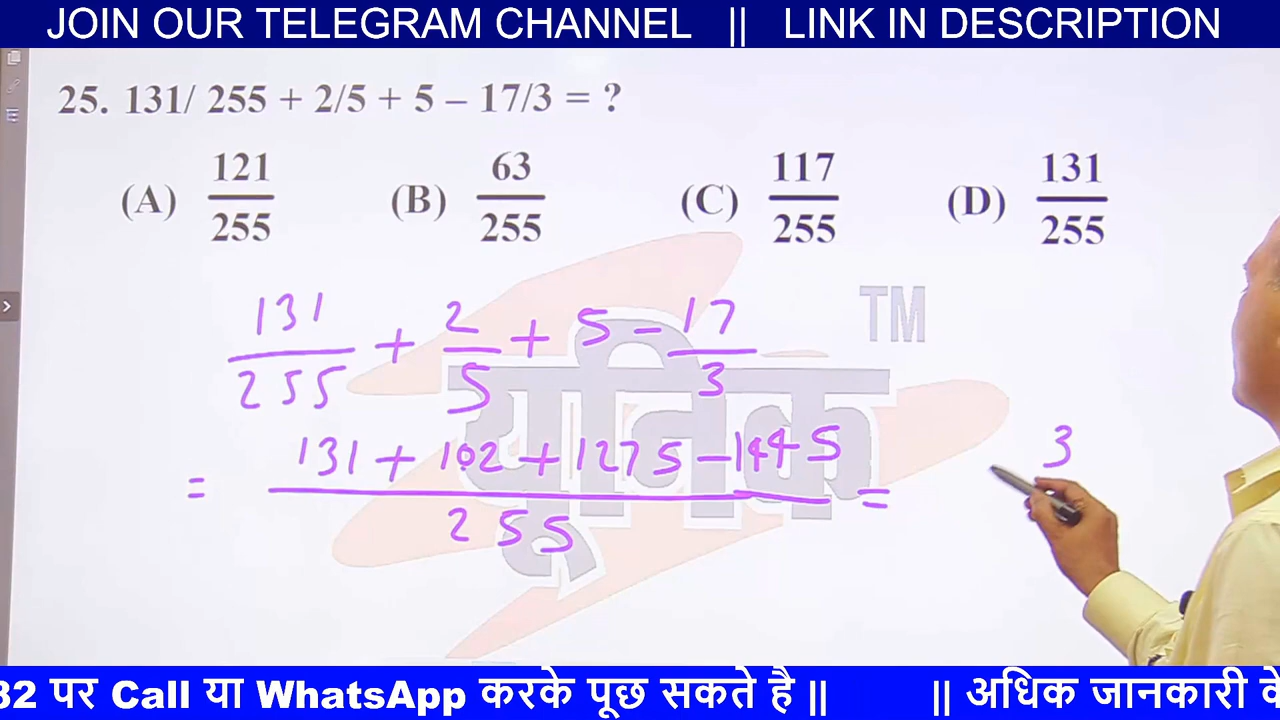 JOIN OUR TELEGRAM CHANNEL || LINK IN DESCRIPTION
25. 131/ 255 + 2/5 + 5 – 17/3 = ?
(A) 121/255 (B) 63/255 (C) 117/255 (D) 131/255
TM
यूनिक
131/255 + 2/5 + 5 - 17/3
= 131 + 102 + 1275 - 1445 / 255 =
3
32 पर Call या WhatsApp करके पूछ सकते है || || अधिक जानकारी के